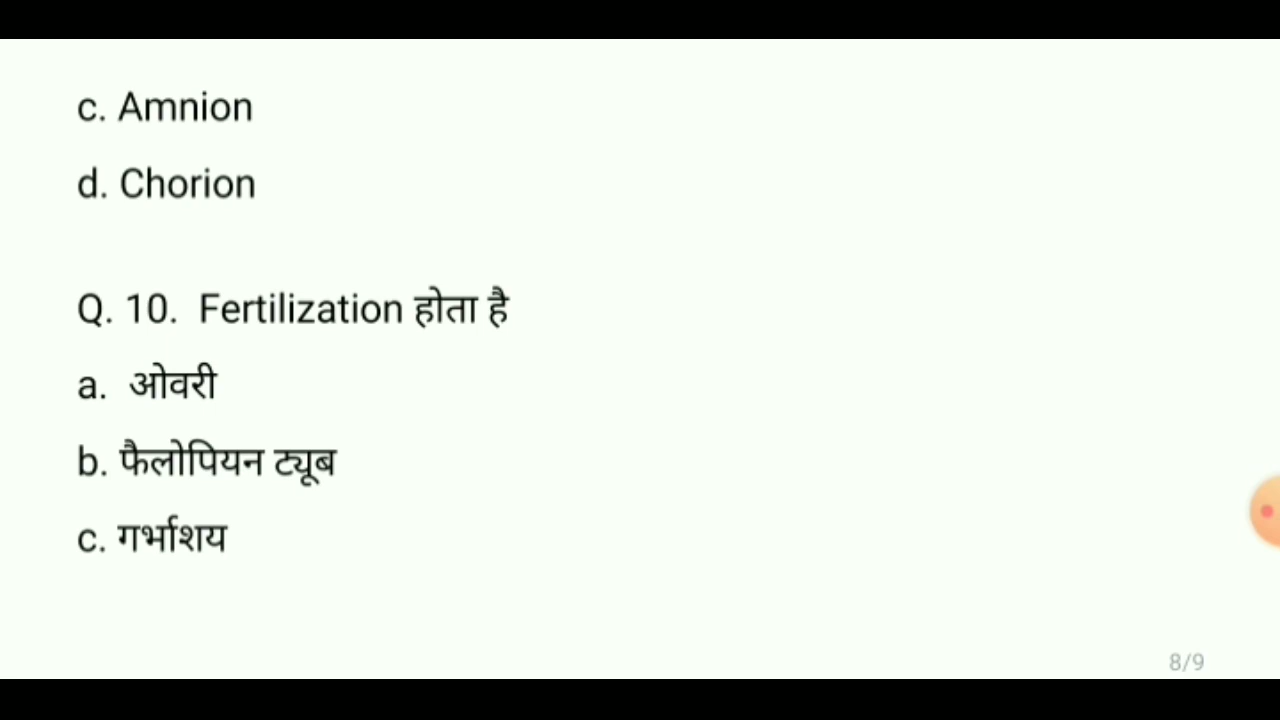 c. Amnion
d. Chorion
Q. 10. Fertilization होता है
a. ओवरी
b. फैलोपियन ट्यूब
c. गर्भाशय
8/9